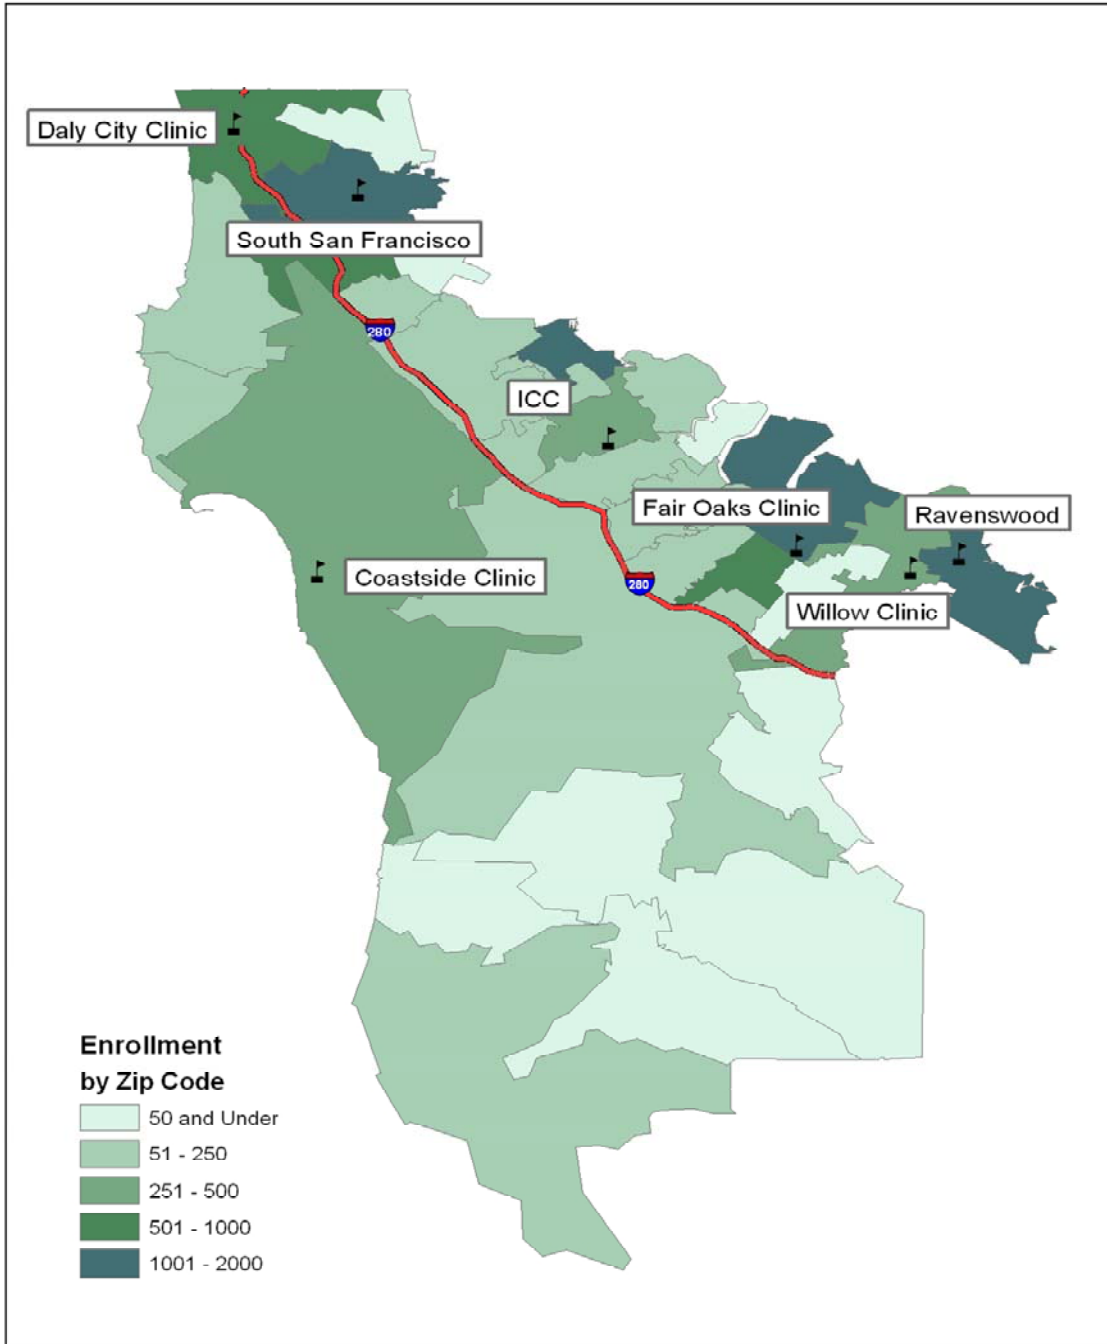 Daly City Clinic
South San Francisco
280
ICC
Fair Oaks Clinic
Ravenswood
Coastside Clinic
280
Willow Clinic
Enrollment
by Zip Code
50 and Under
51 - 250
251 - 500
501 - 1000
1001 - 2000